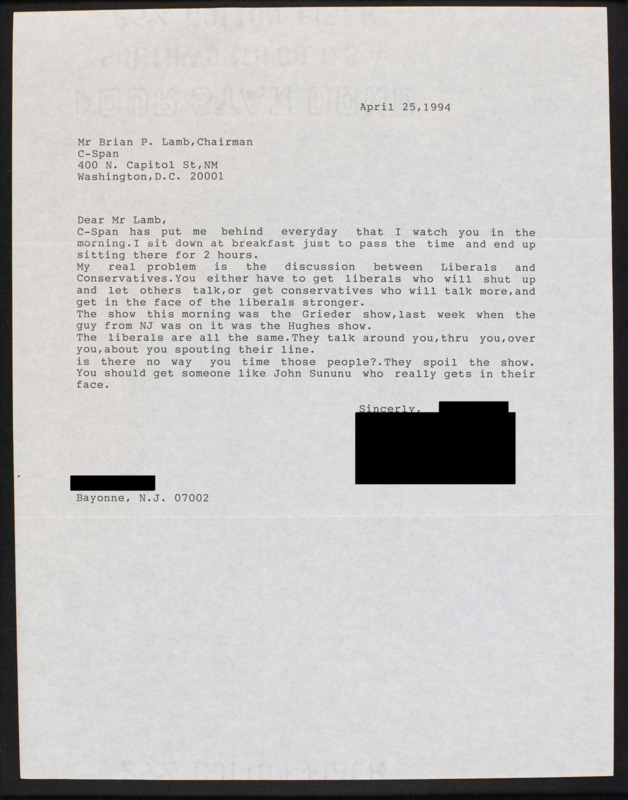 April 25,1994
Mr Brian P. Lamb,Chairman
C-Span
400 N. Capitol St,NM
Washington,D.C. 20001
Dear Mr Lamb,
C-Span has put me behind everyday that I watch you in the
morning.I sit down at breakfast just to pass the time and end up
sitting there for 2 hours.
My real problem is the discussion between Liberals and
Conservatives.You either have to get liberals who will shut up
and let others talk,or get conservatives who will talk more,and
get in the face of the liberals stronger.
The show this morning was the Grieder show,last week when the
guy from NJ was on it was the Hughes show.
The liberals are all the same.They talk around you,thru you,over
you,about you spouting their line.
is there no way you time those people?.They spoil the show.
You should get someone like John Sununu who really gets in their
face.
Sincerly,
Bayonne, N.J. 07002